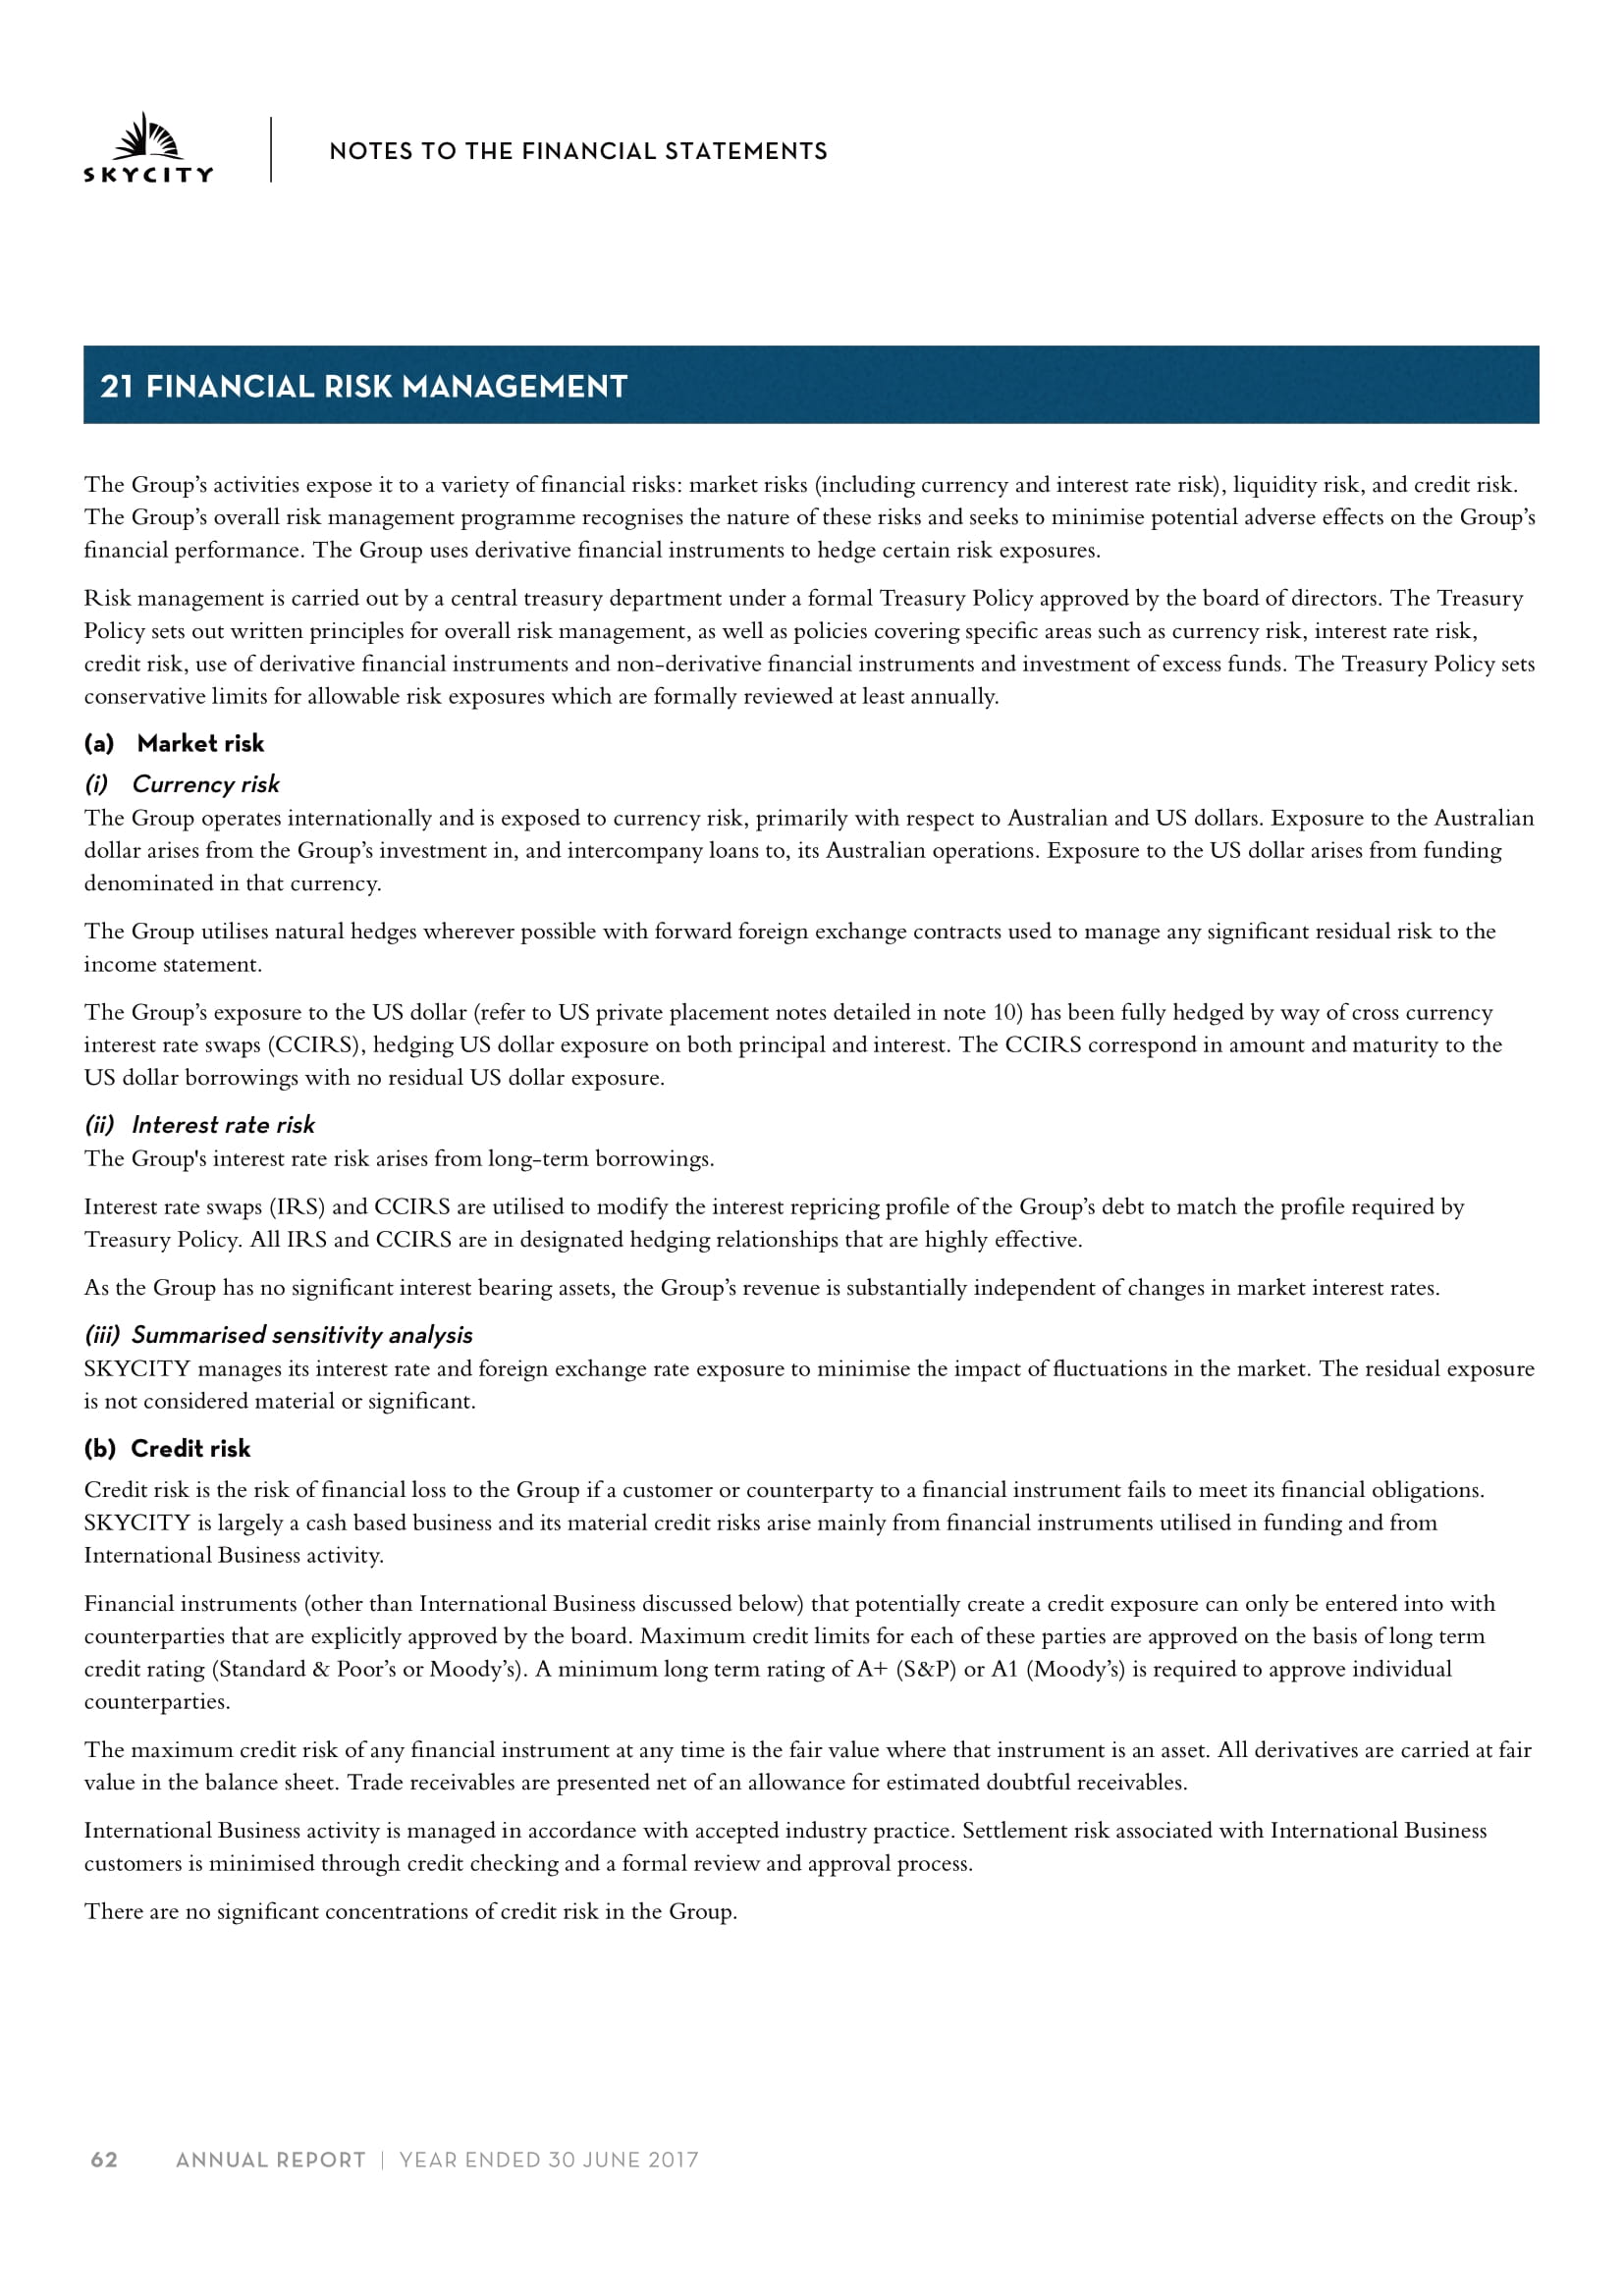 SKYCITY
NOTES TO THE FINANCIAL STATEMENTS
21 FINANCIAL RISK MANAGEMENT
The Group’s activities expose it to a variety of financial risks: market risks (including currency and interest rate risk), liquidity risk, and credit risk.
The Group’s overall risk management programme recognises the nature of these risks and seeks to minimise potential adverse effects on the Group’s
financial performance. The Group uses derivative financial instruments to hedge certain risk exposures.
Risk management is carried out by a central treasury department under a formal Treasury Policy approved by the board of directors. The Treasury
Policy sets out written principles for overall risk management, as well as policies covering specific areas such as currency risk, interest rate risk,
credit risk, use of derivative financial instruments and non-derivative financial instruments and investment of excess funds. The Treasury Policy sets
conservative limits for allowable risk exposures which are formally reviewed at least annually.
(a) Market risk
(i) Currency risk
The Group operates internationally and is exposed to currency risk, primarily with respect to Australian and US dollars. Exposure to the Australian
dollar arises from the Group’s investment in, and intercompany loans to, its Australian operations. Exposure to the US dollar arises from funding
denominated in that currency.
The Group utilises natural hedges wherever possible with forward foreign exchange contracts used to manage any significant residual risk to the
income statement.
The Group’s exposure to the US dollar (refer to US private placement notes detailed in note 10) has been fully hedged by way of cross currency
interest rate swaps (CCIRS), hedging US dollar exposure on both principal and interest. The CCIRS correspond in amount and maturity to the
US dollar borrowings with no residual US dollar exposure.
(ii) Interest rate risk
The Group's interest rate risk arises from long-term borrowings.
Interest rate swaps (IRS) and CCIRS are utilised to modify the interest repricing profile of the Group’s debt to match the profile required by
Treasury Policy. All IRS and CCIRS are in designated hedging relationships that are highly effective.
As the Group has no significant interest bearing assets, the Group’s revenue is substantially independent of changes in market interest rates.
(iii) Summarised sensitivity analysis
SKYCITY manages its interest rate and foreign exchange rate exposure to minimise the impact of fluctuations in the market. The residual exposure
is not considered material or significant.
(b) Credit risk
Credit risk is the risk of financial loss to the Group if a customer or counterparty to a financial instrument fails to meet its financial obligations.
SKYCITY is largely a cash based business and its material credit risks arise mainly from financial instruments utilised in funding and from
International Business activity.
Financial instruments (other than International Business discussed below) that potentially create a credit exposure can only be entered into with
counterparties that are explicitly approved by the board. Maximum credit limits for each of these parties are approved on the basis of long term
credit rating (Standard & Poor’s or Moody’s). A minimum long term rating of A+ (S&P) or A1 (Moody’s) is required to approve individual
counterparties.
The maximum credit risk of any financial instrument at any time is the fair value where that instrument is an asset. All derivatives are carried at fair
value in the balance sheet. Trade receivables are presented net of an allowance for estimated doubtful receivables.
International Business activity is managed in accordance with accepted industry practice. Settlement risk associated with International Business
customers is minimised through credit checking and a formal review and approval process.
There are no significant concentrations of credit risk in the Group.
62 ANNUAL REPORT | YEAR ENDED 30 JUNE 2017